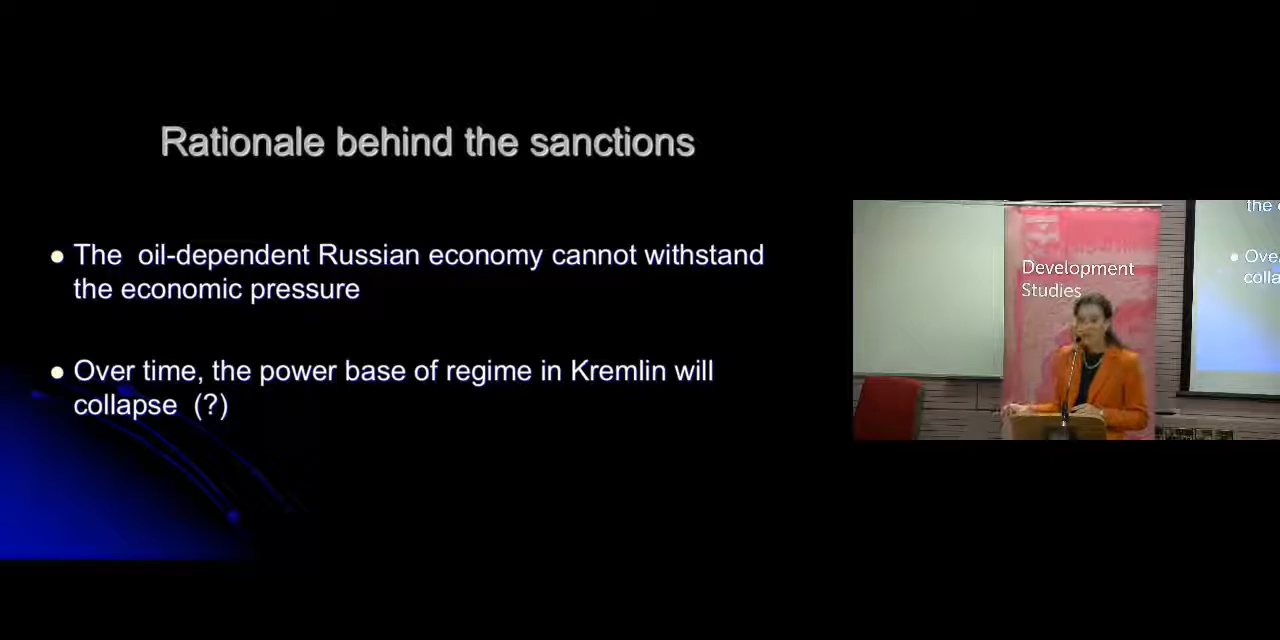 Rationale behind the sanctions
The oil-dependent Russian economy cannot withstand
the economic pressure
Over time, the power base of regime in Kremlin will
collapse (?)
Development
Studies
the
Ove
colla